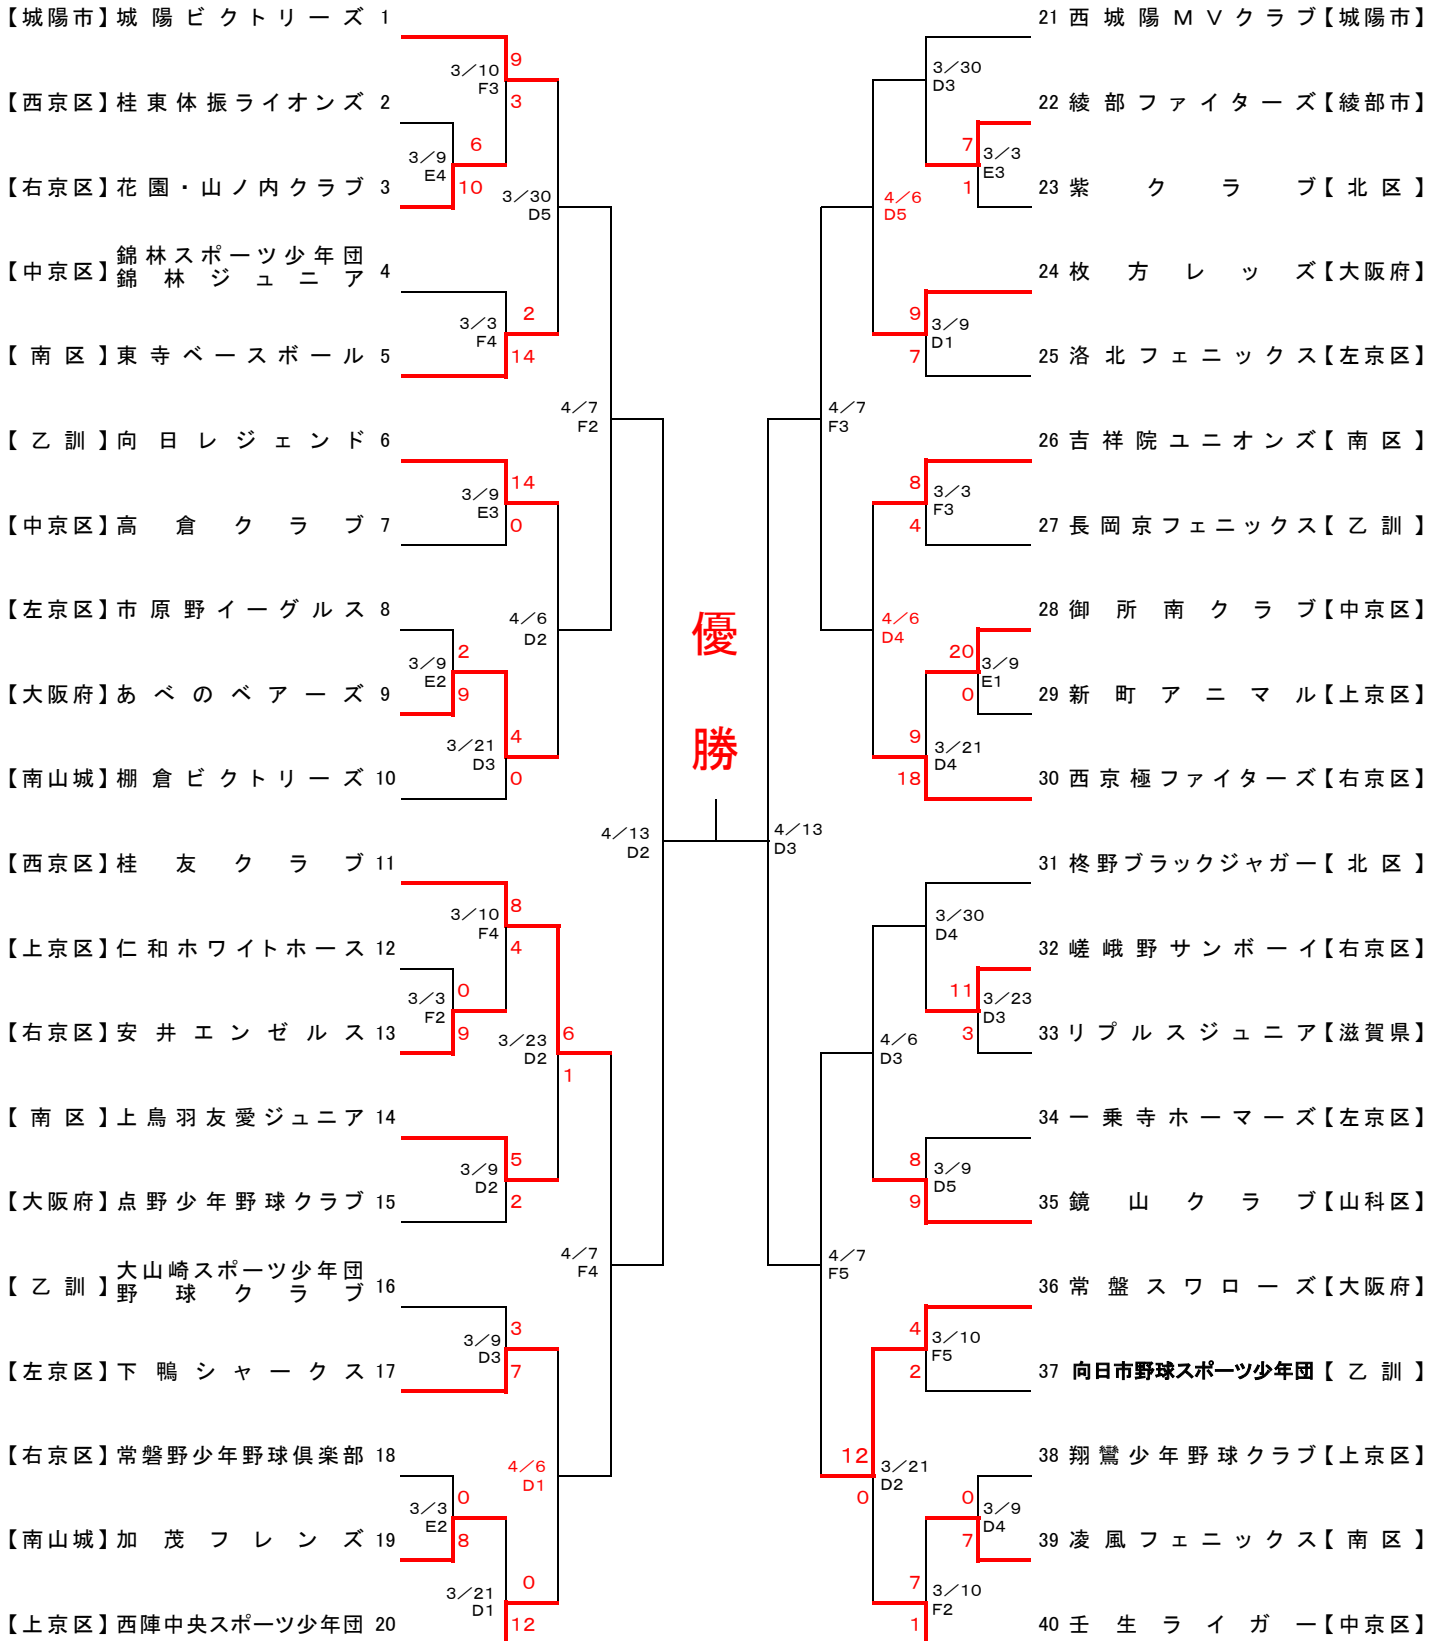 【城陽市】城陽ビクトリーズ 1
3／10
F3
9
3
【西京区】桂東体振ライオンズ 2
3／9
E4
6
10
【右京区】花園・山ノ内クラブ 3
3／30
D5
【中京区】錦林スポーツ少年団
錦林ジュニア 4
3／3
F4
2
14
【南区】東寺ベースボール 5
4／7
F2
【乙訓】向日レジェンド 6
3／9
E3
14
0
【中京区】高倉クラブ 7
【左京区】市原野イーグルス 8
4／6
D2
3／9
E2
2
9
【大阪府】あべのベアーズ 9
3／21
D3
4
0
【南山城】棚倉ビクトリーズ 10
4／13
D2
【西京区】桂友クラブ 11
3／10
F4
8
4
【上京区】仁和ホワイトホース 12
3／3
F2
0
9
【右京区】安井エンゼルス 13
3／23
D2
6
1
【南区】上鳥羽友愛ジュニア 14
3／9
D2
5
2
【大阪府】点野少年野球クラブ 15
4／7
F4
【乙訓】大山崎スポーツ少年団
野球クラブ 16
3／9
D3
3
7
【左京区】下鴨シャークス 17
【右京区】常磐野少年野球倶楽部 18
4／6
D1
3／3
E2
0
8
【南山城】加茂フレンズ 19
3／21
D1
0
12
【上京区】西陣中央スポーツ少年団 20
優
勝
21 西城陽MVクラブ【城陽市】
3／30
D3
22 綾部ファイターズ【綾部市】
7
1
3／3
E3
23 紫クラブ【北区】
4／6
D5
24 枚方レッズ【大阪府】
9
7
3／9
D1
25 洛北フェニックス【左京区】
4／7
F3
26 吉祥院ユニオンズ【南区】
8
4
3／3
F3
27 長岡京フェニックス【乙訓】
28 御所南クラブ【中京区】
4／6
D4
20
0
3／9
E1
29 新町アニマル【上京区】
9
18
3／21
D4
30 西京極ファイターズ【右京区】
4／13
D3
31 柊野ブラックジャガー【北区】
3／30
D4
32 嵯峨野サンボーイ【右京区】
11
3
3／23
D3
33 リプルスジュニア【滋賀県】
4／6
D3
34 一乗寺ホーマーズ【左京区】
8
9
3／9
D5
35 鏡山クラブ【山科区】
4／7
F5
36 常盤スワローズ【大阪府】
4
2
3／10
F5
37 向日市野球スポーツ少年団【乙訓】
12
0
3／21
D2
38 翔鸞少年野球クラブ【上京区】
0
7
3／9
D4
39 凌風フェニックス【南区】
7
1
3／10
F2
40 壬生ライガー【中京区】